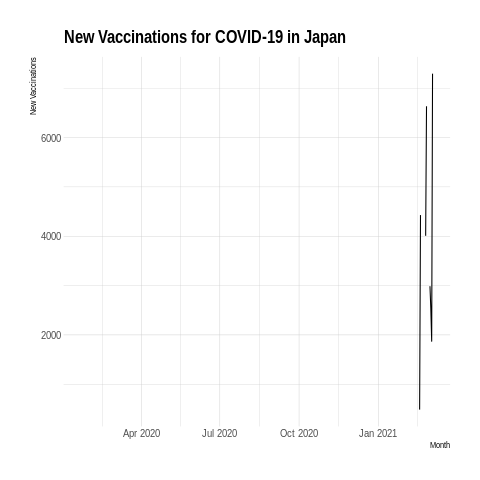 New Vaccinations for COVID-19 in Japan
New Vaccinations
6000
4000
2000
Apr 2020 Jul 2020 Oct 2020 Jan 2021
Month